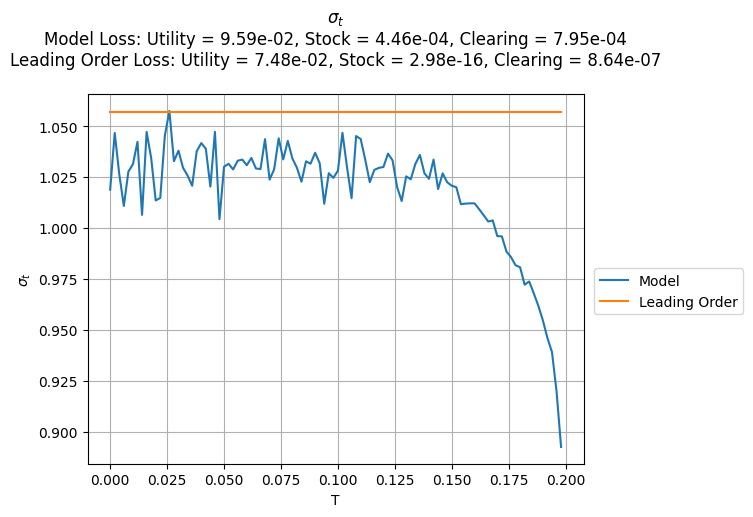 σₜ
Model Loss: Utility = 9.59e-02, Stock = 4.46e-04, Clearing = 7.95e-04
Leading Order Loss: Utility = 7.48e-02, Stock = 2.98e-16, Clearing = 8.64e-07
1.050
1.025
1.000
0.975
0.950
0.925
0.900
σₜ
0.000 0.025 0.050 0.075 0.100 0.125 0.150 0.175 0.200
T
Model
Leading Order